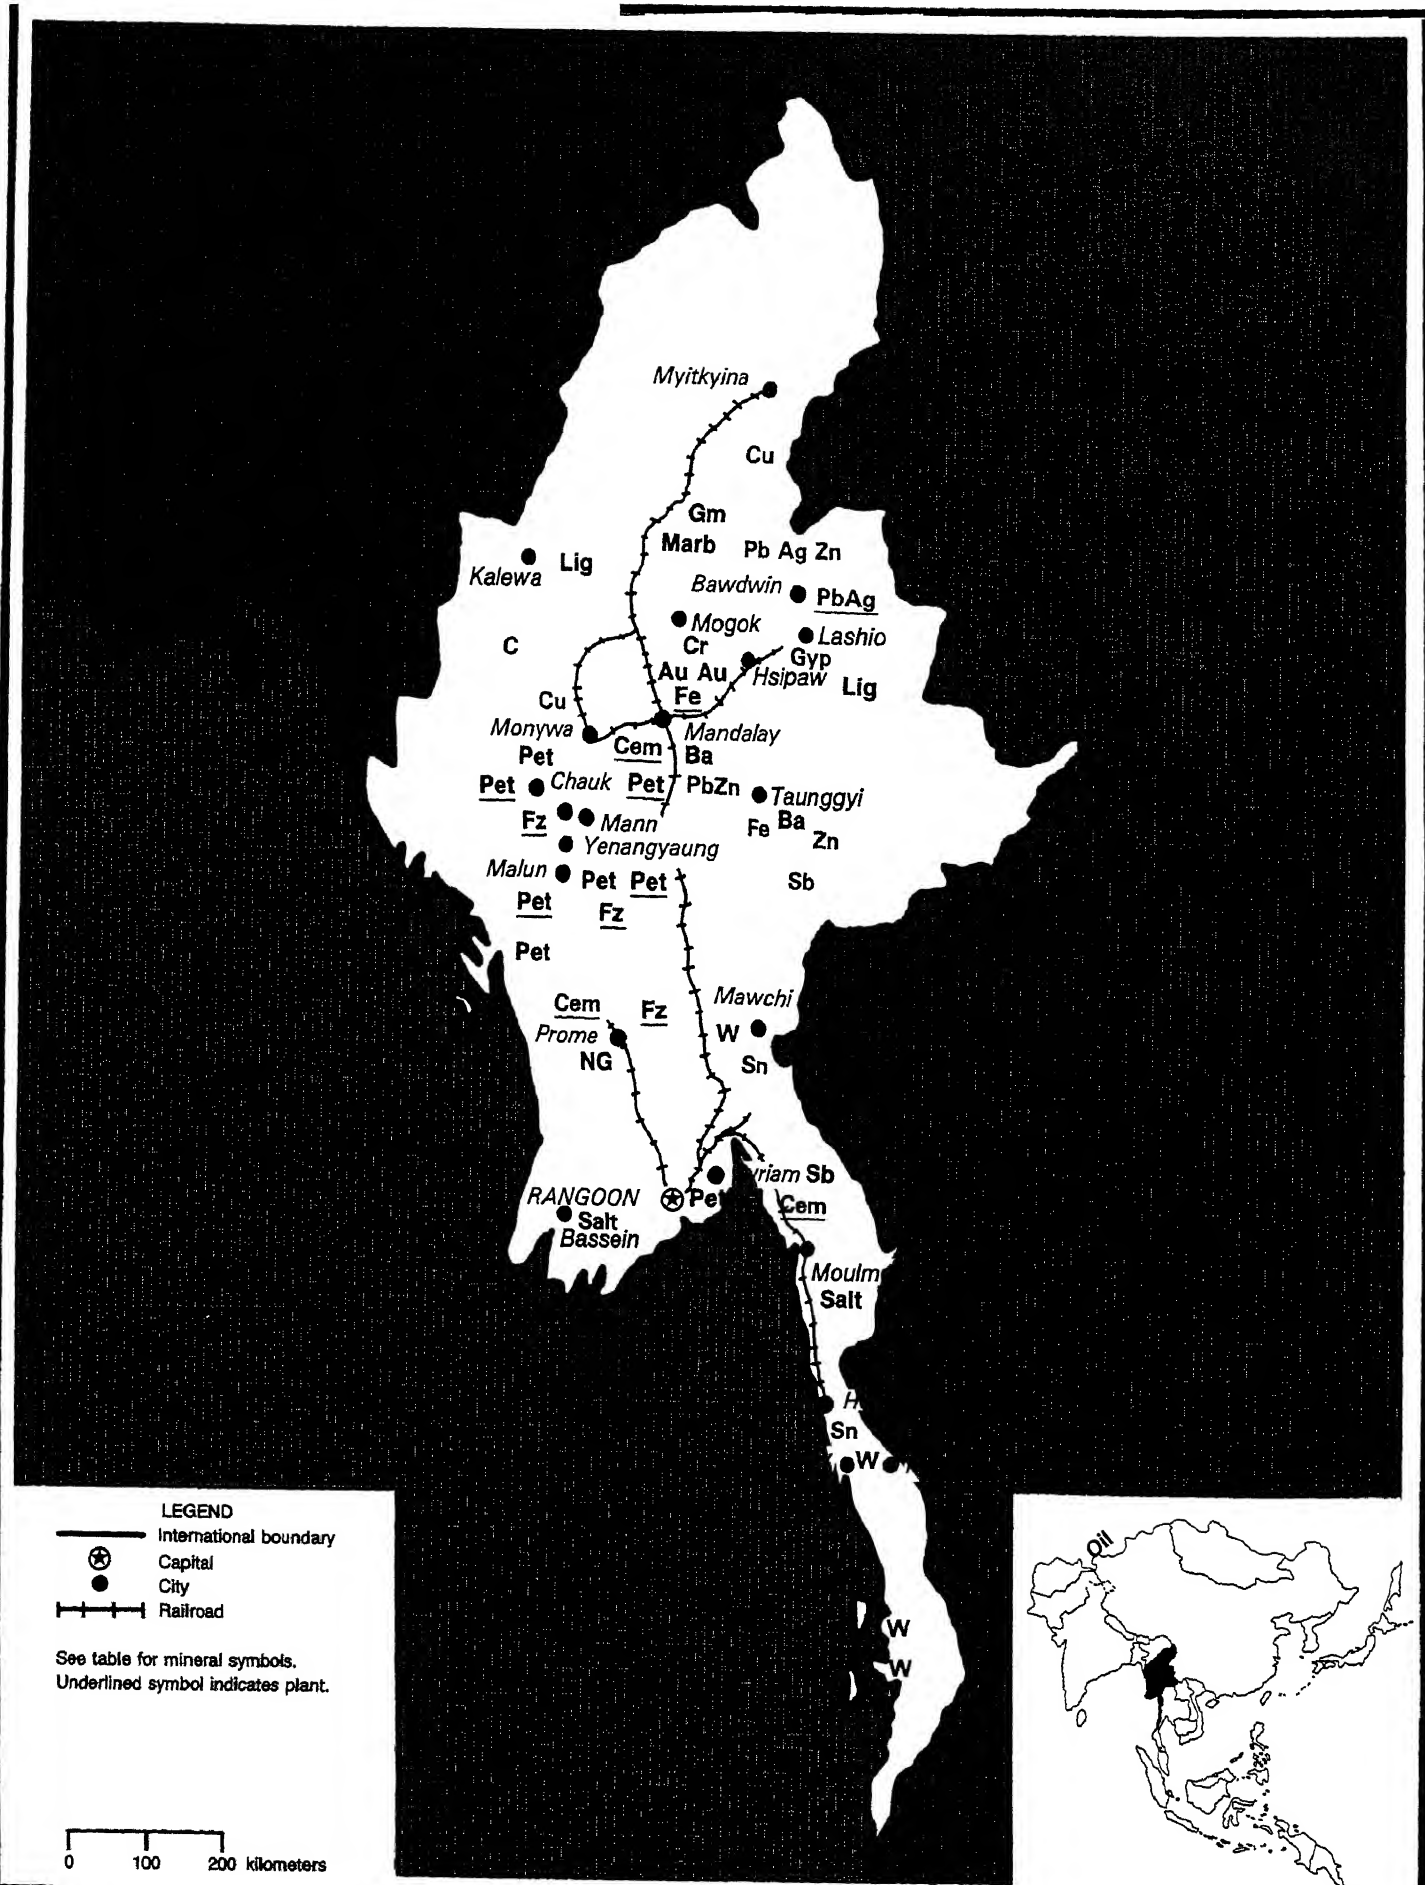 Myitkyina
Cu
Gm
Marb
Pb Ag Zn
Kalewa
Lig
Bawdwin
PbAg
Mogok
Lashio
C
Cr
Gyp
Au Au
Hsipaw
Lig
Fe
Cu
Monywa
Mandalay
Cem
Ba
Pet
Pet
Chauk
Pet
PbZn
Taunggyi
Fz
Mann
Fe
Ba
Zn
Yenangyaung
Malun
Pet
Pet
Sb
Pet
Fz
Pet
Cem
Fz
Mawchi
Prome
W
NG
Sn
yriam
Sb
RANGOON
Pet
Cem
Salt
Bassein
Moulm
Salt
H
Sn
W
W
W
LEGEND
International boundary
Capital
City
Railroad
See table for mineral symbols.
Underlined symbol indicates plant.
0 100 200 kilometers
Oil